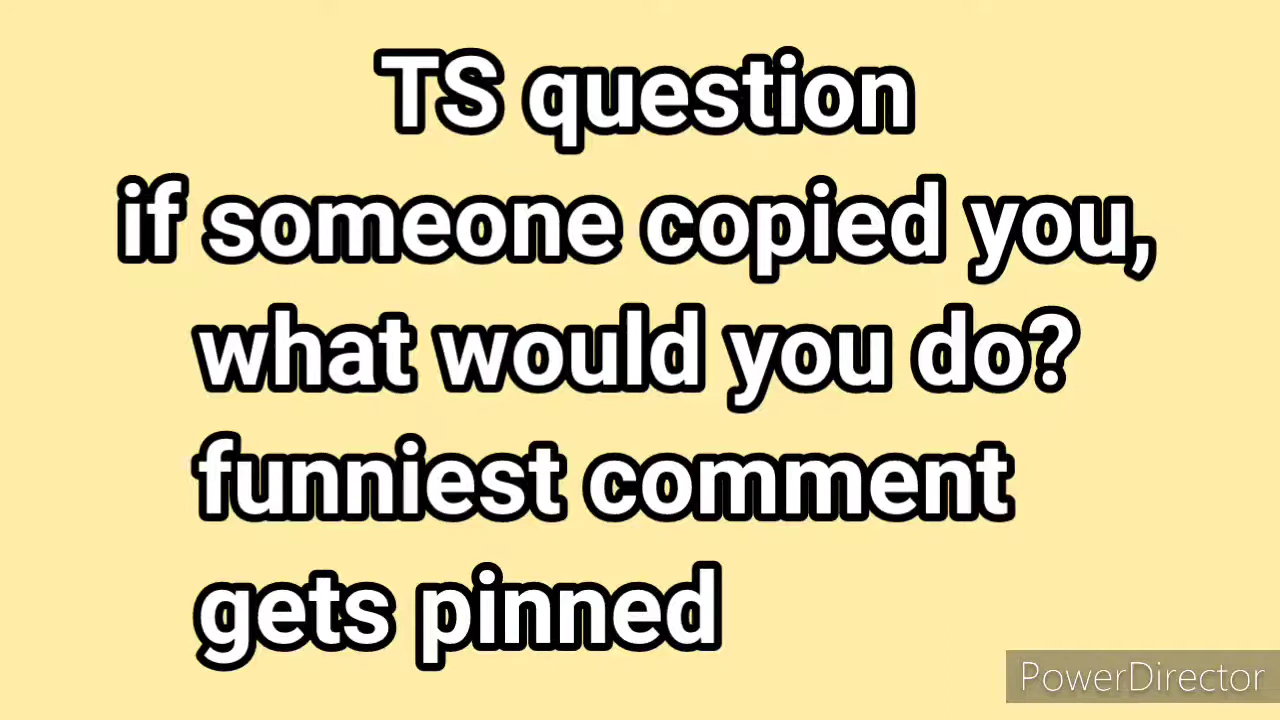 TS question
if someone copied you,
what would you do?
funniest comment
gets pinned
PowerDirector